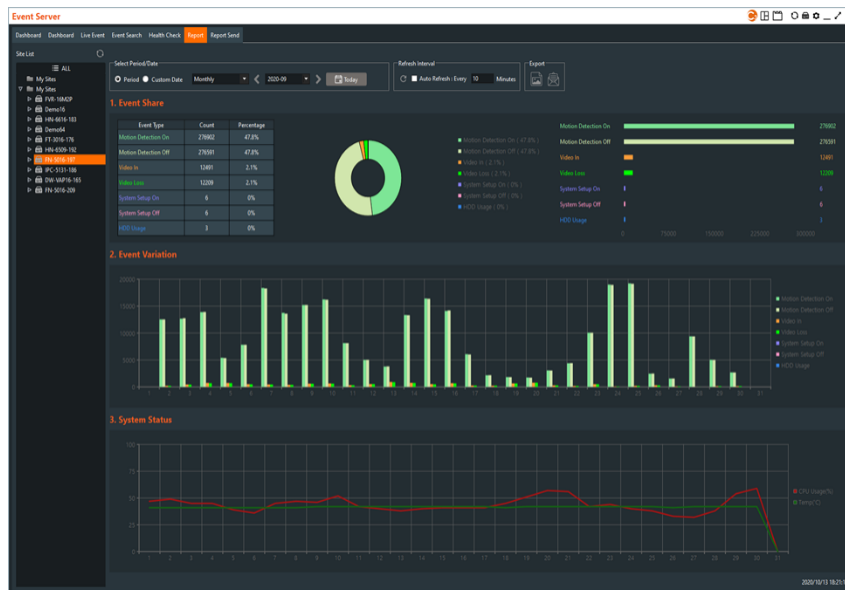 Event Server
Dashboard Dashboard Live Event Event Search Health Check Report Report Send
Site List
ALL
My Sites
My Sites
FVR-16M2P
Demo16
HN-6616-183
Demo64
FT-3016-176
HN-6509-192
FN-5016-197
IPC-5131-186
DW-VAP16-165
FN-5016-209
Select Period/Date
Period Custom Date Monthly 2020-09 Today
Refresh Interval
Auto Refresh : Every 10 Minutes
Export
1. Event Share
Event Type Count Percentage
Motion Detection On 276902 47.8%
Motion Detection Off 276591 47.8%
Video In 12491 2.1%
Video Loss 12209 2.1%
System Setup On 6 0%
System Setup Off 6 0%
HDD Usage 3 0%
Motion Detection On ( 47.8% )
Motion Detection Off ( 47.8% )
Video In ( 2.1% )
Video Loss ( 2.1% )
System Setup On ( 0% )
System Setup Off ( 0% )
HDD Usage ( 0% )
Motion Detection On 276902
Motion Detection Off 276591
Video In 12491
Video Loss 12209
System Setup On 6
System Setup Off 6
HDD Usage 3
0 75000 150000 225000 300000
2. Event Variation
20000
15000
10000
5000
0
1 2 3 4 5 6 7 8 9 10 11 12 13 14 15 16 17 18 19 20 21 22 23 24 25 26 27 28 29 30 31
Motion Detection On
Motion Detection Off
Video In
Video Loss
System Setup On
System Setup Off
HDD Usage
3. System Status
100
75
50
25
0
1 2 3 4 5 6 7 8 9 10 11 12 13 14 15 16 17 18 19 20 21 22 23 24 25 26 27 28 29 30 31
CPU Usage(%)
Temp(°C)
2020/10/13